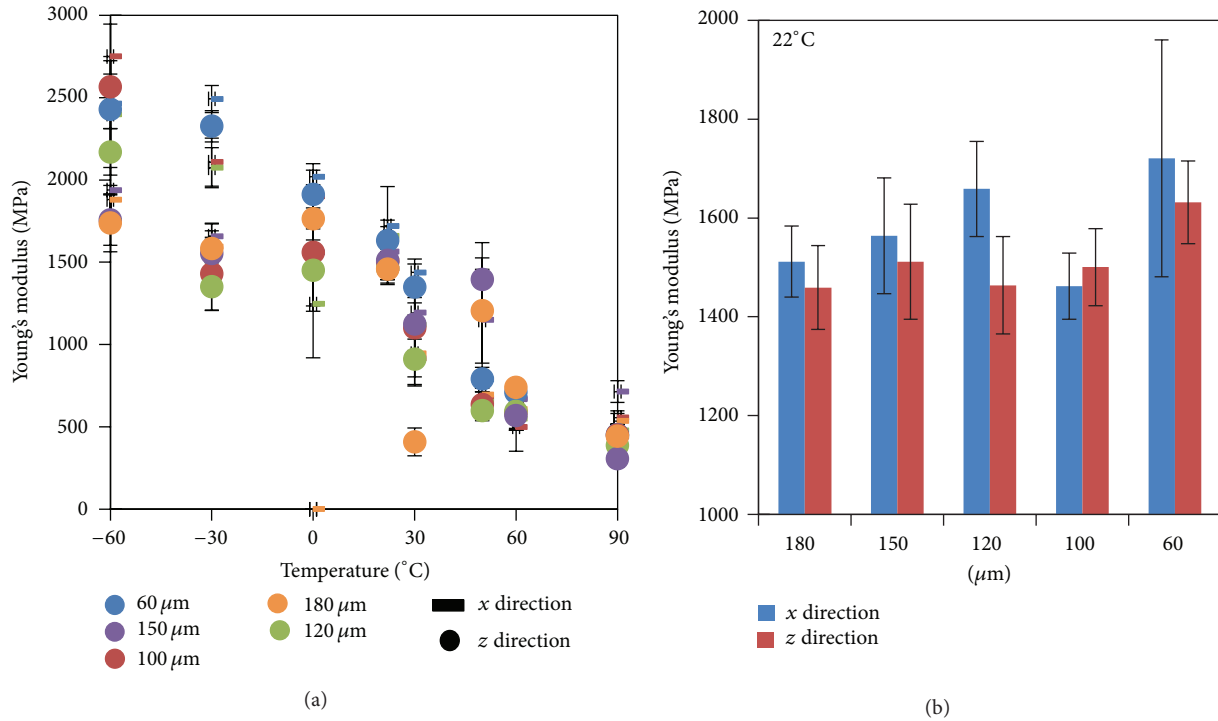 3000
2500
2000
1500
1000
500
0
Young's modulus (MPa)
−60
−30
0
30
60
90
Temperature (˚C)
60 μm
150 μm
100 μm
180 μm
120 μm
x direction
z direction
(a)
22˚C
2000
1800
1600
1400
1200
1000
Young's modulus (MPa)
180
150
120
100
60
(μm)
x direction
z direction
(b)